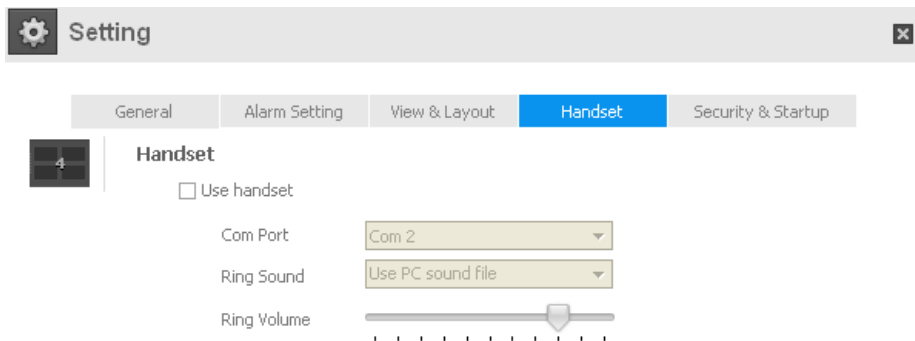 Setting
General Alarm Setting View & Layout Handset Security & Startup
4 Handset
Use handset
Com Port Com 2
Ring Sound Use PC sound file
Ring Volume